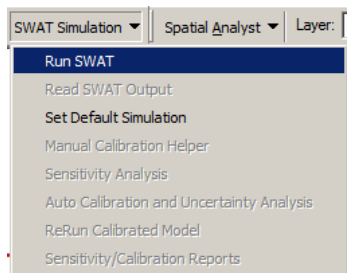 SWAT Simulation Spatial Analyst Layer:
Run SWAT
Read SWAT Output
Set Default Simulation
Manual Calibration Helper
Sensitivity Analysis
Auto Calibration and Uncertainty Analysis
ReRun Calibrated Model
Sensitivity/Calibration Reports